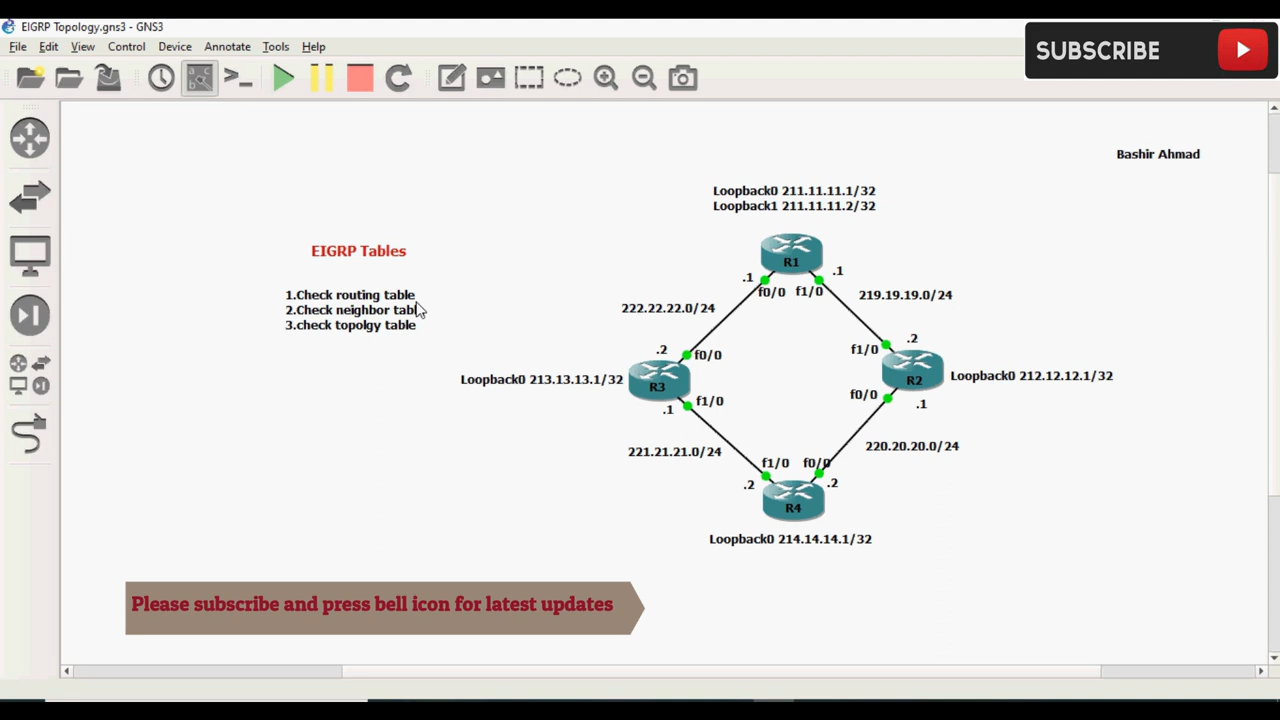 EIGRP Topology.gns3 - GNS3
File Edit View Control Device Annotate Tools Help
SUBSCRIBE
Bashir Ahmad
Loopback0 211.11.11.1/32
Loopback1 211.11.11.2/32
EIGRP Tables
R1
.1
.1
f0/0 f1/0
1.Check routing table
2.Check neighbor tabl
3.check topolgy table
222.22.22.0/24
219.19.19.0/24
.2
f0/0
f1/0
.2
Loopback0 213.13.13.1/32
R3
R2
Loopback0 212.12.12.1/32
.1
f1/0
f0/0
.1
221.21.21.0/24
220.20.20.0/24
f1/0 f0/0
.2
.2
R4
Loopback0 214.14.14.1/32
Please subscribe and press bell icon for latest updates